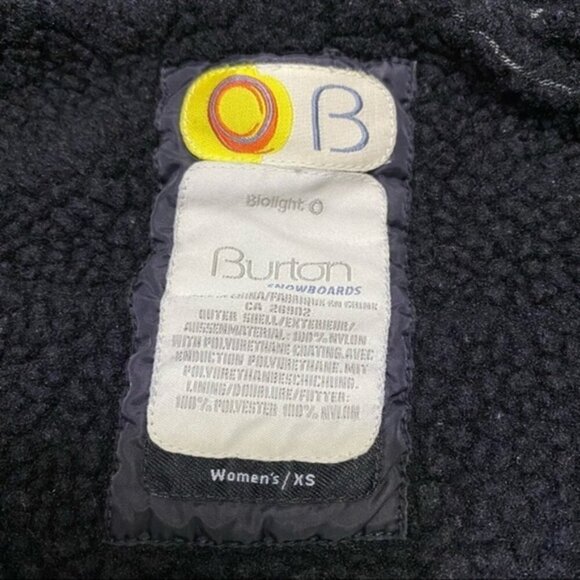 B
Biolight
Burton
SNOWBOARDS
CHINA/FABRIQUE EN CHINE
CA 28902
OUTER SHELL/EXTERIEUR/
AUSSENMATERIAL: 100% NYLON
WITH POLYURETHANE COATING. AVEC
ENDUCTION POLYURETHANE. MIT
POLYURETHANBESCHICHUNG.
LINING/DOUBLURE/FUTTER:
100% POLYESTER 100% NYLON
Women's/XS